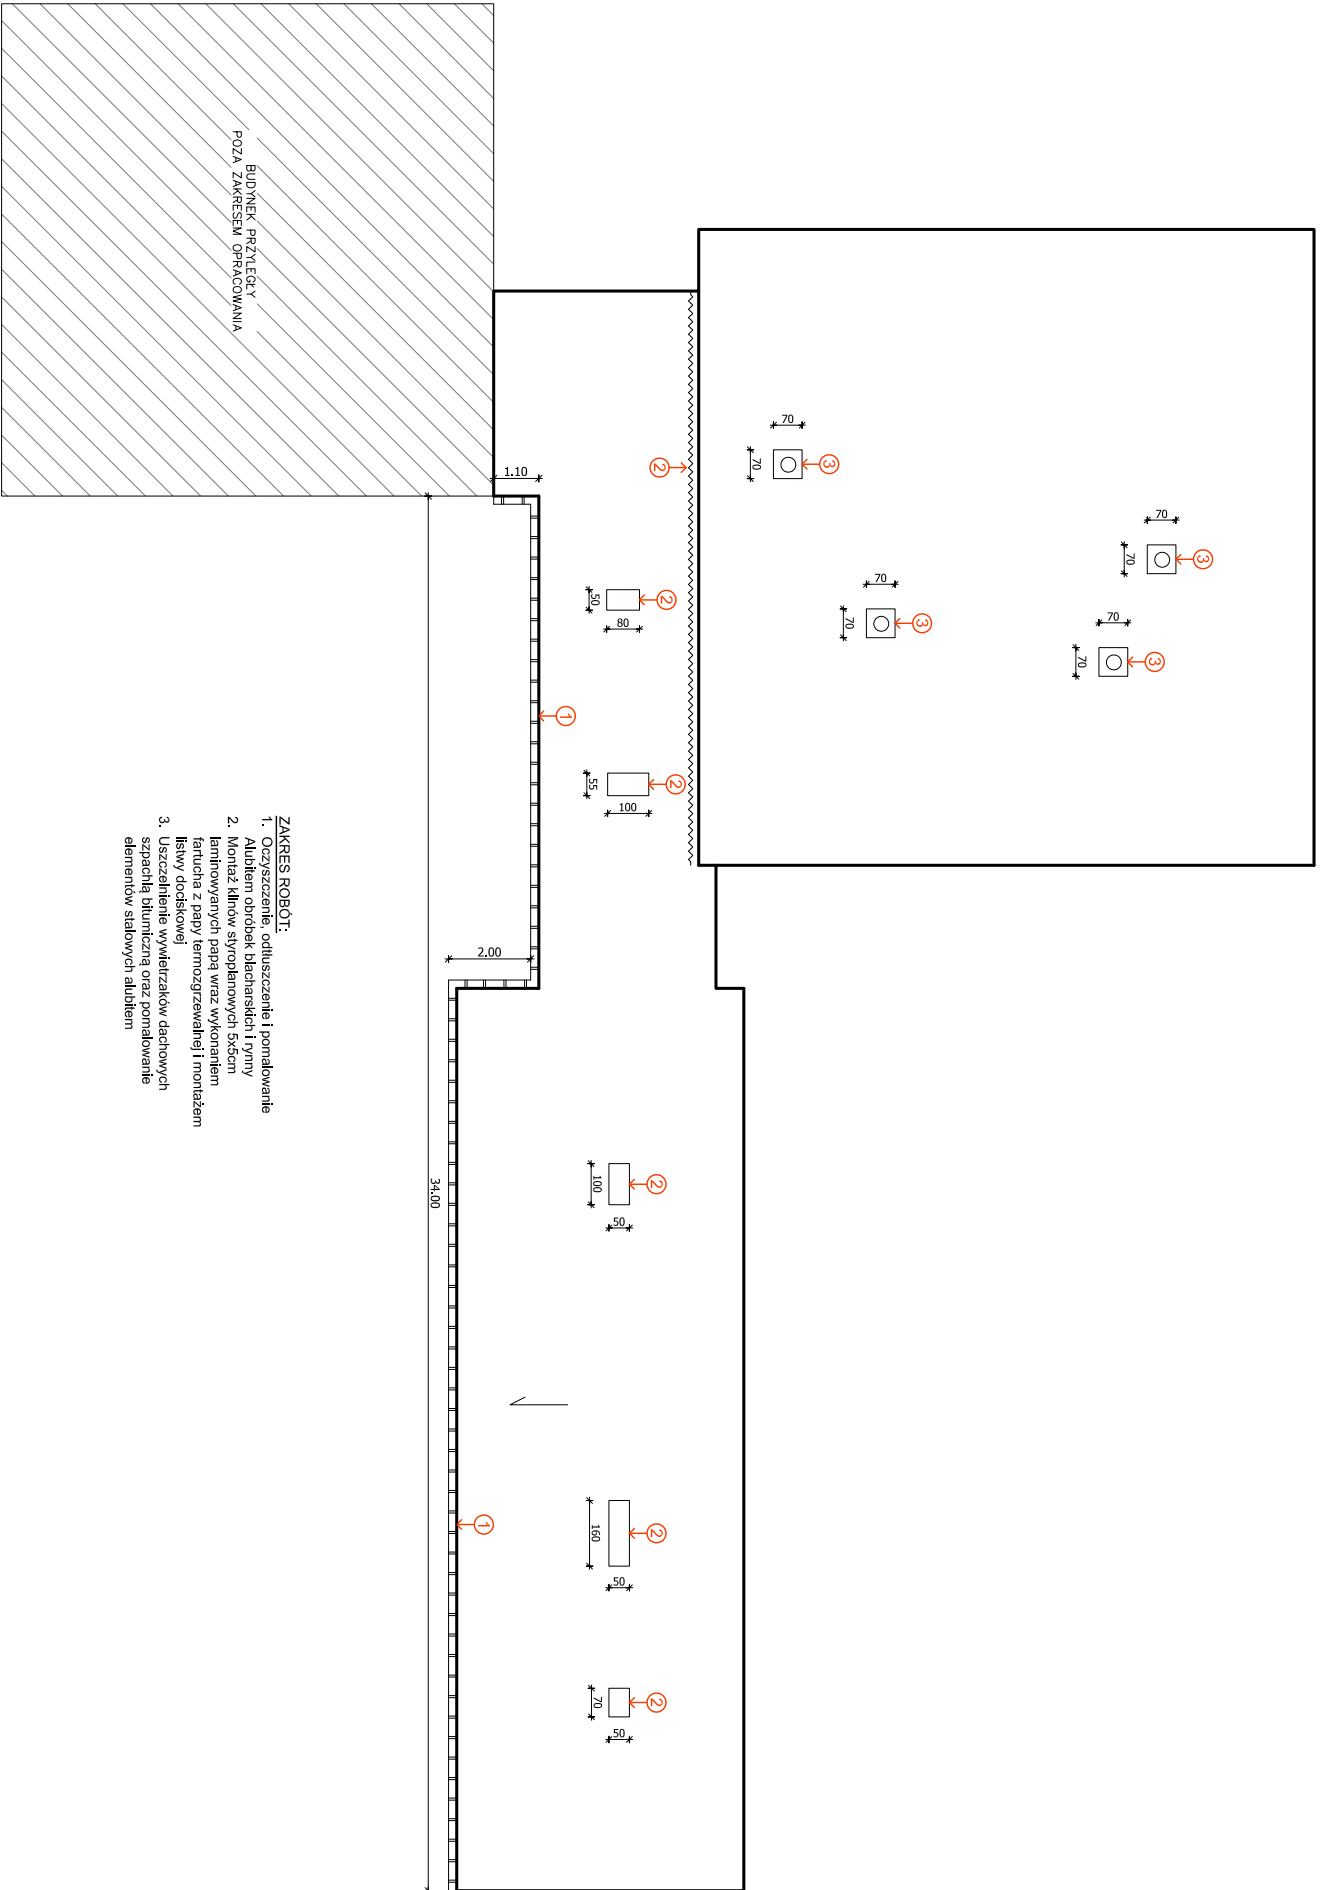 BUDYNEK PRZYLEGŁY
POZA ZAKRESEM OPRACOWANIA
70
70
3
70
70
3
70
70
3
70
70
3
2
1.10
50
80
2
1
55
100
2
2.00
34.00
100
50
2
160
50
2
1
70
50
2
ZAKRES ROBÓT:
1. Oczyszczenie, odtłuszczenie i pomalowanie
Alubitem obróbek blacharskich i rynny
2. Montaż klinów styroplanowych 5x5cm
laminowyanych papą wraz wykonaniem
fartucha z papy termozgrzewalnej i montażem
listwy dociskowej
3. Uszczelnienie wywietrzaków dachowych
szpachlą bitumiczną oraz pomalowanie
elementów stalowych alubitem